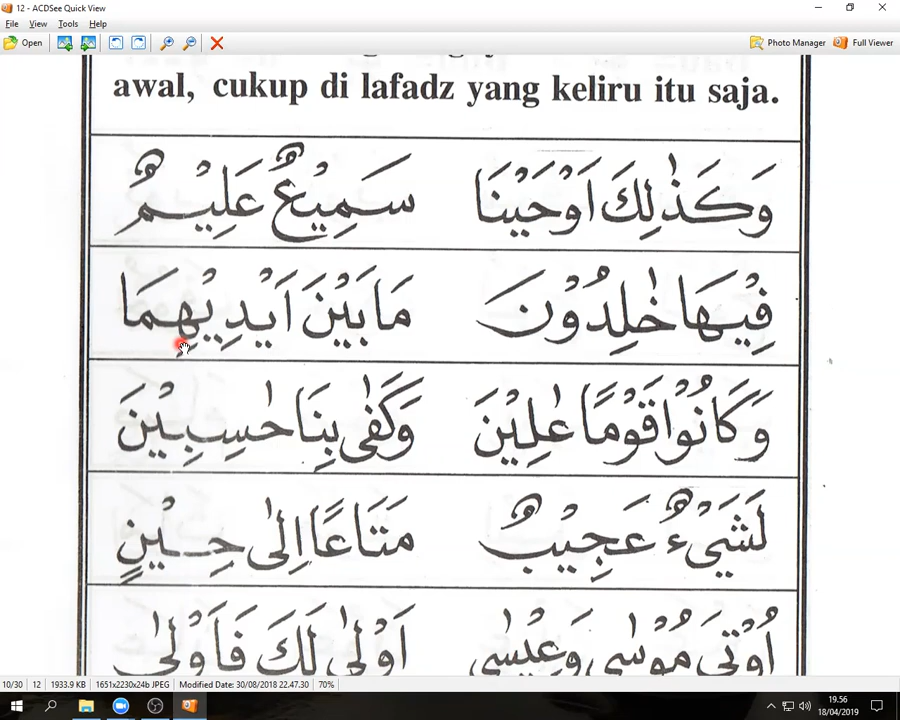 12 - ACDSee Quick View
File View Tools Help
Open Photo Manager Full Viewer
awal, cukup di lafadz yang keliru itu saja.
وَكَذٰلِكَ اَوْحَيْنَا سَمِيْعٌ عَلِيْمٌ
فِيْهَا خٰلِدُوْنَ مَا بَيْنَ اَيْدِيْهِمَا
وَكَانُوْا قَوْمًا عٰلِيْنَ وَكَفٰى بِنَا حٰسِبِيْنَ
لَشَيْءٌ عَجِيْبٌ مَتَاعًا اِلٰى حِيْنٍ
اُوْتِيَ مُوْسٰى وَعِيْسٰى اَوْلٰى لَكَ فَاَوْلٰى
10/30 12 1933.9 KB 1651x2230x24b JPEG Modified Date: 30/08/2018 22.47.30 70%
19.56
18/04/2019